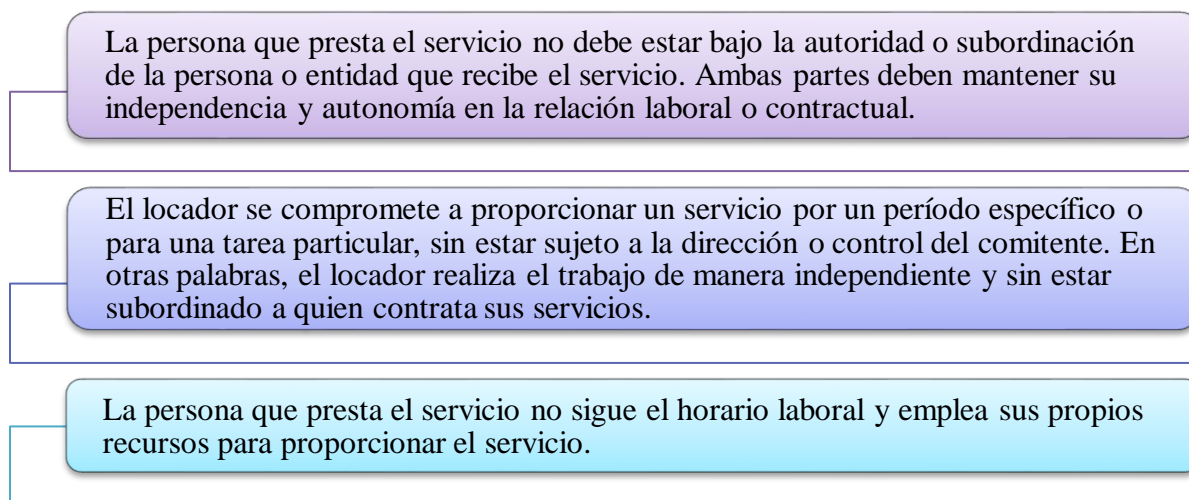 La persona que presta el servicio no debe estar bajo la autoridad o subordinación
de la persona o entidad que recibe el servicio. Ambas partes deben mantener su
independencia y autonomía en la relación laboral o contractual.
El locador se compromete a proporcionar un servicio por un período específico o
para una tarea particular, sin estar sujeto a la dirección o control del comitente. En
otras palabras, el locador realiza el trabajo de manera independiente y sin estar
subordinado a quien contrata sus servicios.
La persona que presta el servicio no sigue el horario laboral y emplea sus propios
recursos para proporcionar el servicio.